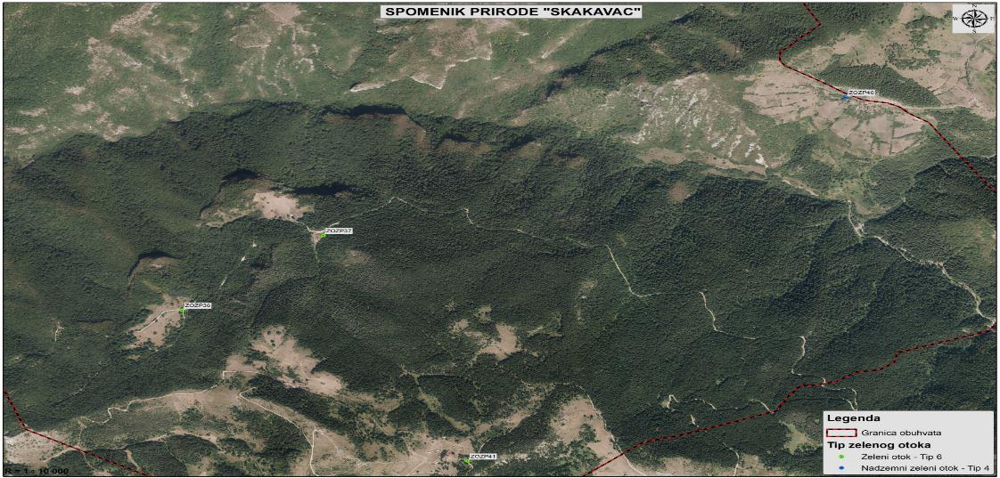 SPOMENIK PRIRODE "SKAKAVAC"
N
W E
S
ZOZP40
ZOZP37
ZOZP36
ZOZP41
Legenda
Granica obuhvata
Tip zelenog otoka
Zeleni otok - Tip 6
Nadzemni zeleni otok - Tip 4
R = 1 : 10 000